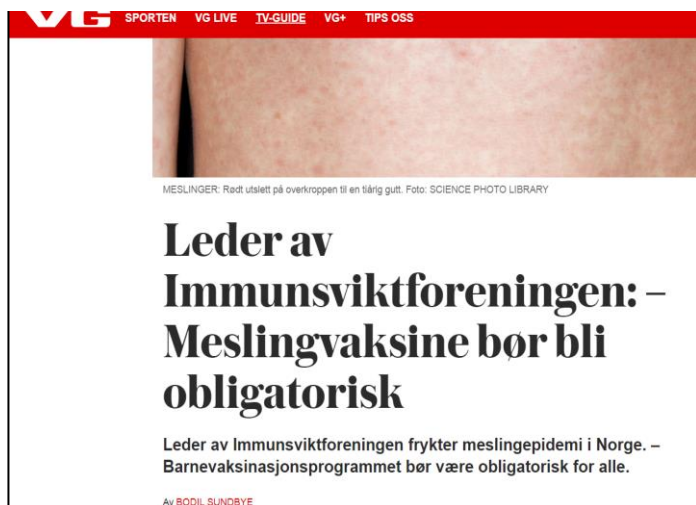 VG SPORTEN VG LIVE TV-GUIDE VG+ TIPS OSS
MESLINGER: Rødt utslett på overkroppen til en tiårig gutt. Foto: SCIENCE PHOTO LIBRARY
Leder av
Immunsviktforeningen: –
Meslingvaksine bør bli
obligatorisk
Leder av Immunsviktforeningen frykter meslingepidemi i Norge. –
Barnevaksinasjonsprogrammet bør være obligatorisk for alle.
Av BODIL SUNDBYE